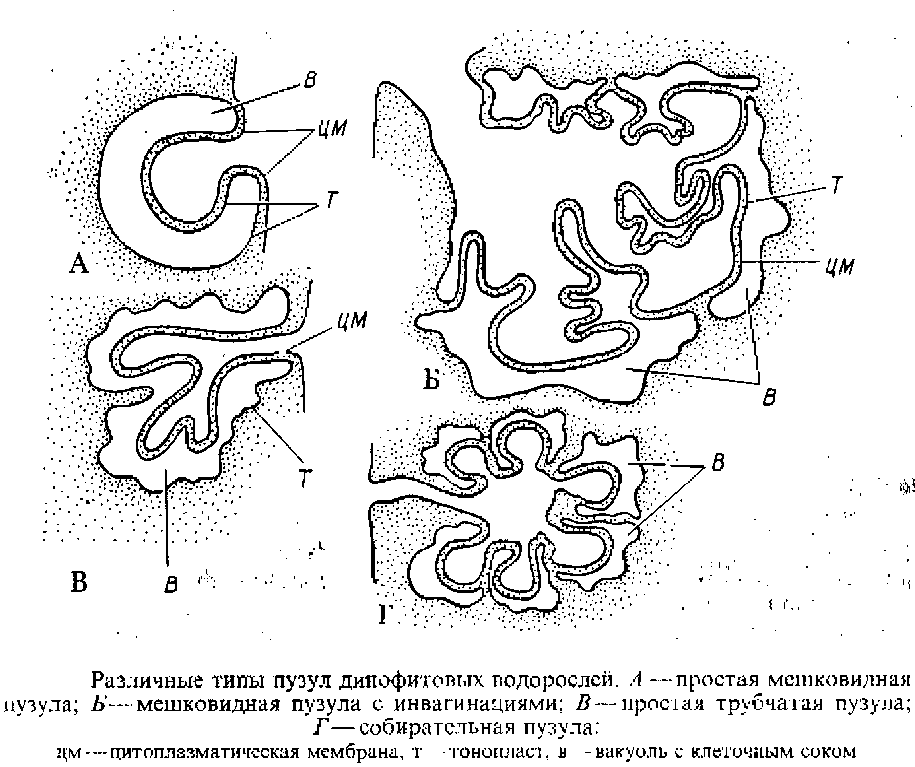 В
ЦМ
Т
А
Т
ЦМ
В
Б
ЦМ
Т
В
В
В
Г
Различные типы пузул динофитовых водорослей. А — простая мешковидная
пузула; Б — мешковидная пузула с инвагинациями; В — простая трубчатая пузула;
Г — собирательная пузула:
цм — цитоплазматическая мембрана, т - тонопласт, в - вакуоль с клеточным соком